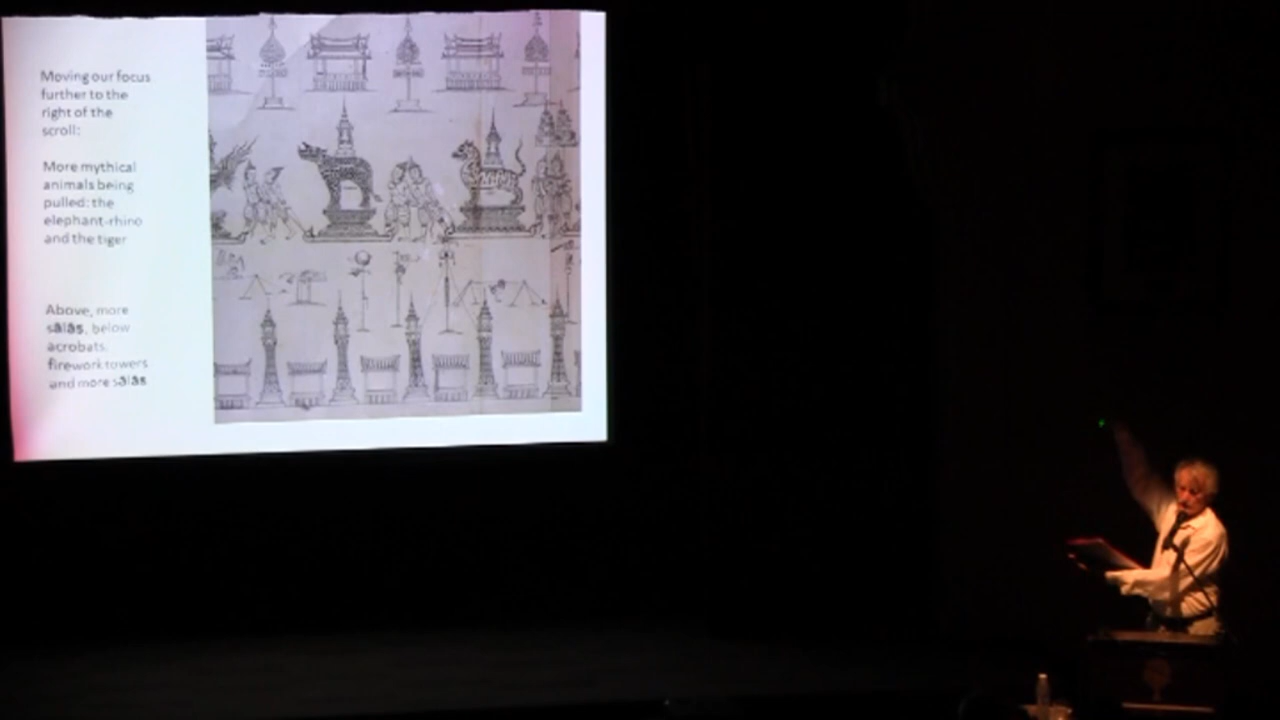 Moving our focus
further to the
right of the
scroll:
More mythical
animals being
pulled: the
elephant-rhino
and the tiger
Above, more
sālās, below
acrobats,
firework towers
and more sālās